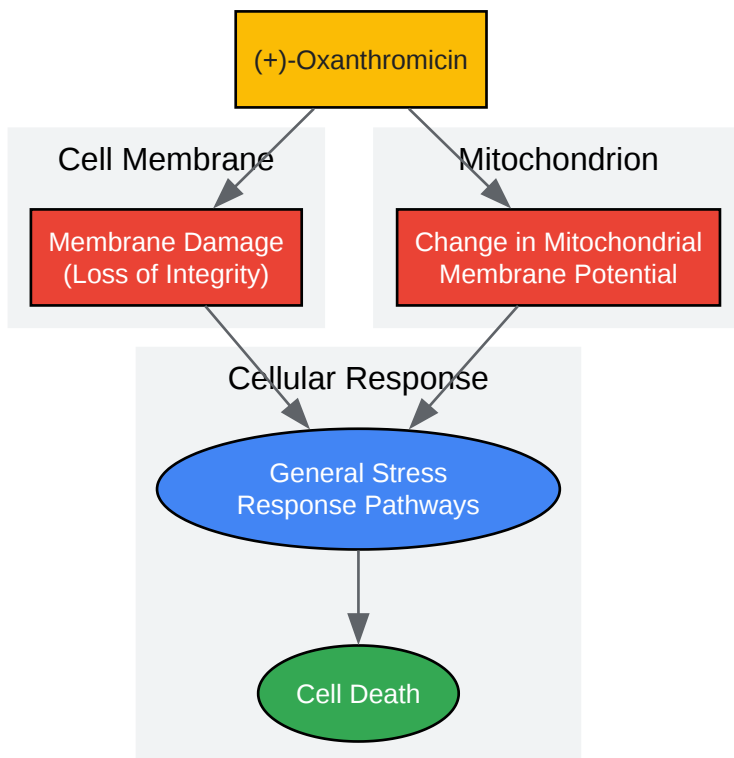 (+)-Oxanthromicin
Cell Membrane
Mitochondrion
Membrane Damage
(Loss of Integrity)
Change in Mitochondrial
Membrane Potential
Cellular Response
General Stress
Response Pathways
Cell Death